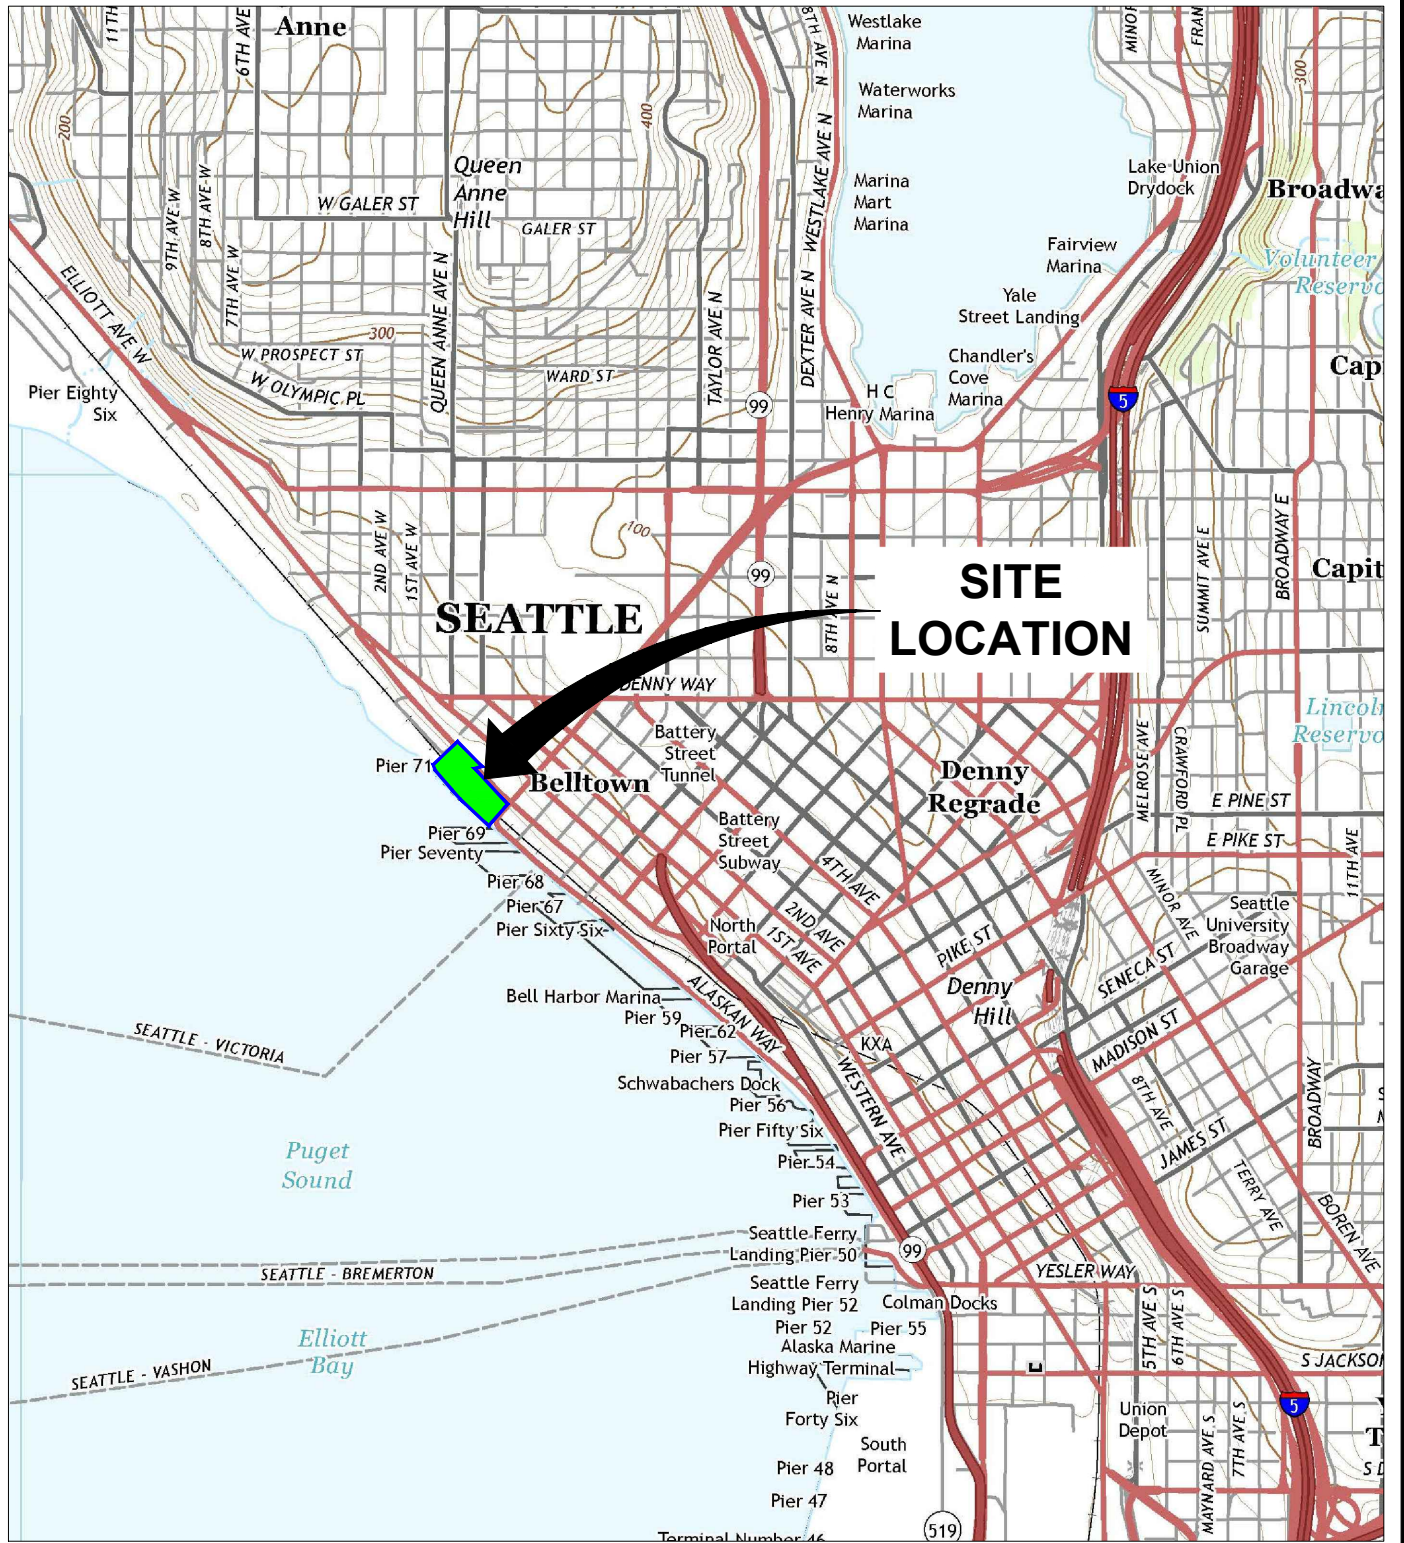 Anne
11TH
6TH AVE
8TH AVE N
Westlake
Marina
MINOR
FRAN
300
Waterworks
Marina
200
400
Queen
Anne
Hill
W GALER ST
GALER ST
9TH AVE W
8TH AVE W
7TH AVE W
QUEEN ANNE AVE N
TAYLOR AVE N
DEXTER AVE N
WESTLAKE AVE N
Marina
Mart
Marina
Lake Union
Drydock
Broadwa
Volunteer
Reservo
Fairview
Marina
Yale
Street Landing
ELLIOTT AVE W
300
W PROSPECT ST
W OLYMPIC PL
WARD ST
Chandler's
Cove
Marina
H C
Henry Marina
Cap
Pier Eighty
Six
99
5
2ND AVE W
1ST AVE W
100
99
8TH AVE N
SITE
LOCATION
SUMMIT AVE E
BROADWAY E
Capit
SEATTLE
DENNY WAY
Lincoln
Reservo
Pier 71
Belltown
Battery
Street
Tunnel
Denny
Regrade
MELROSE AVE
CRAWFORD PL
E PINE ST
E PIKE ST
11TH AVE
Pier 69
Pier Seventy
Battery
Street
Subway
4TH AVE
2ND AVE
1ST AVE
Pier 68
Pier 67
Pier Sixty Six
North
Portal
PIKE ST
MINOR AVE
Seattle
University
Broadway
Garage
SENECA ST
Denny
Hill
MADISON ST
Bell Harbor Marina
ALASKAN WAY
Pier 59
Pier 62
Pier 57
KXA
WESTERN AVE
SEATTLE - VICTORIA
Schwabachers Dock
Pier 56
Pier Fifty Six
Pier 54
Pier 53
8TH AVE
JAMES ST
TERRY AVE
BROADWAY
BOREN AVE
Puget
Sound
Seattle Ferry
Landing Pier 50
99
SEATTLE - BREMERTON
YESLER WAY
Seattle Ferry
Landing Pier 52
Colman Docks
Pier 52
Pier 55
Alaska Marine
Highway Terminal
Elliott
Bay
SEATTLE - VASHON
5TH AVE S
6TH AVE S
S JACKSON
Pier
Forty Six
Union
Depot
5
MAYNARD AVE S
7TH AVE S
T
S D
South
Portal
Pier 48
Pier 47
519
Terminal Number 46